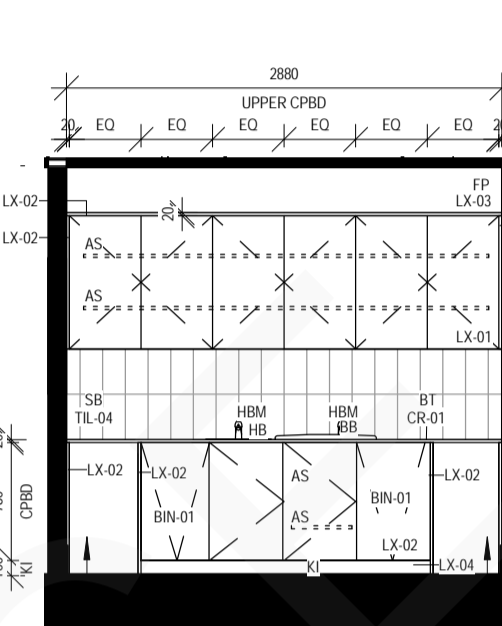 2880
UPPER CPBD
20 EQ EQ EQ EQ EQ EQ
FP
LX-02
LX-03
20
LX-02
AS
AS
LX-01
SB
TIL-04
HBM
HB
HBM
BB
BT
CR-01
LX-02
LX-02
AS
LX-02
BIN-01
BIN-01
AS
CPBD
LX-02
KI
KI
LX-04